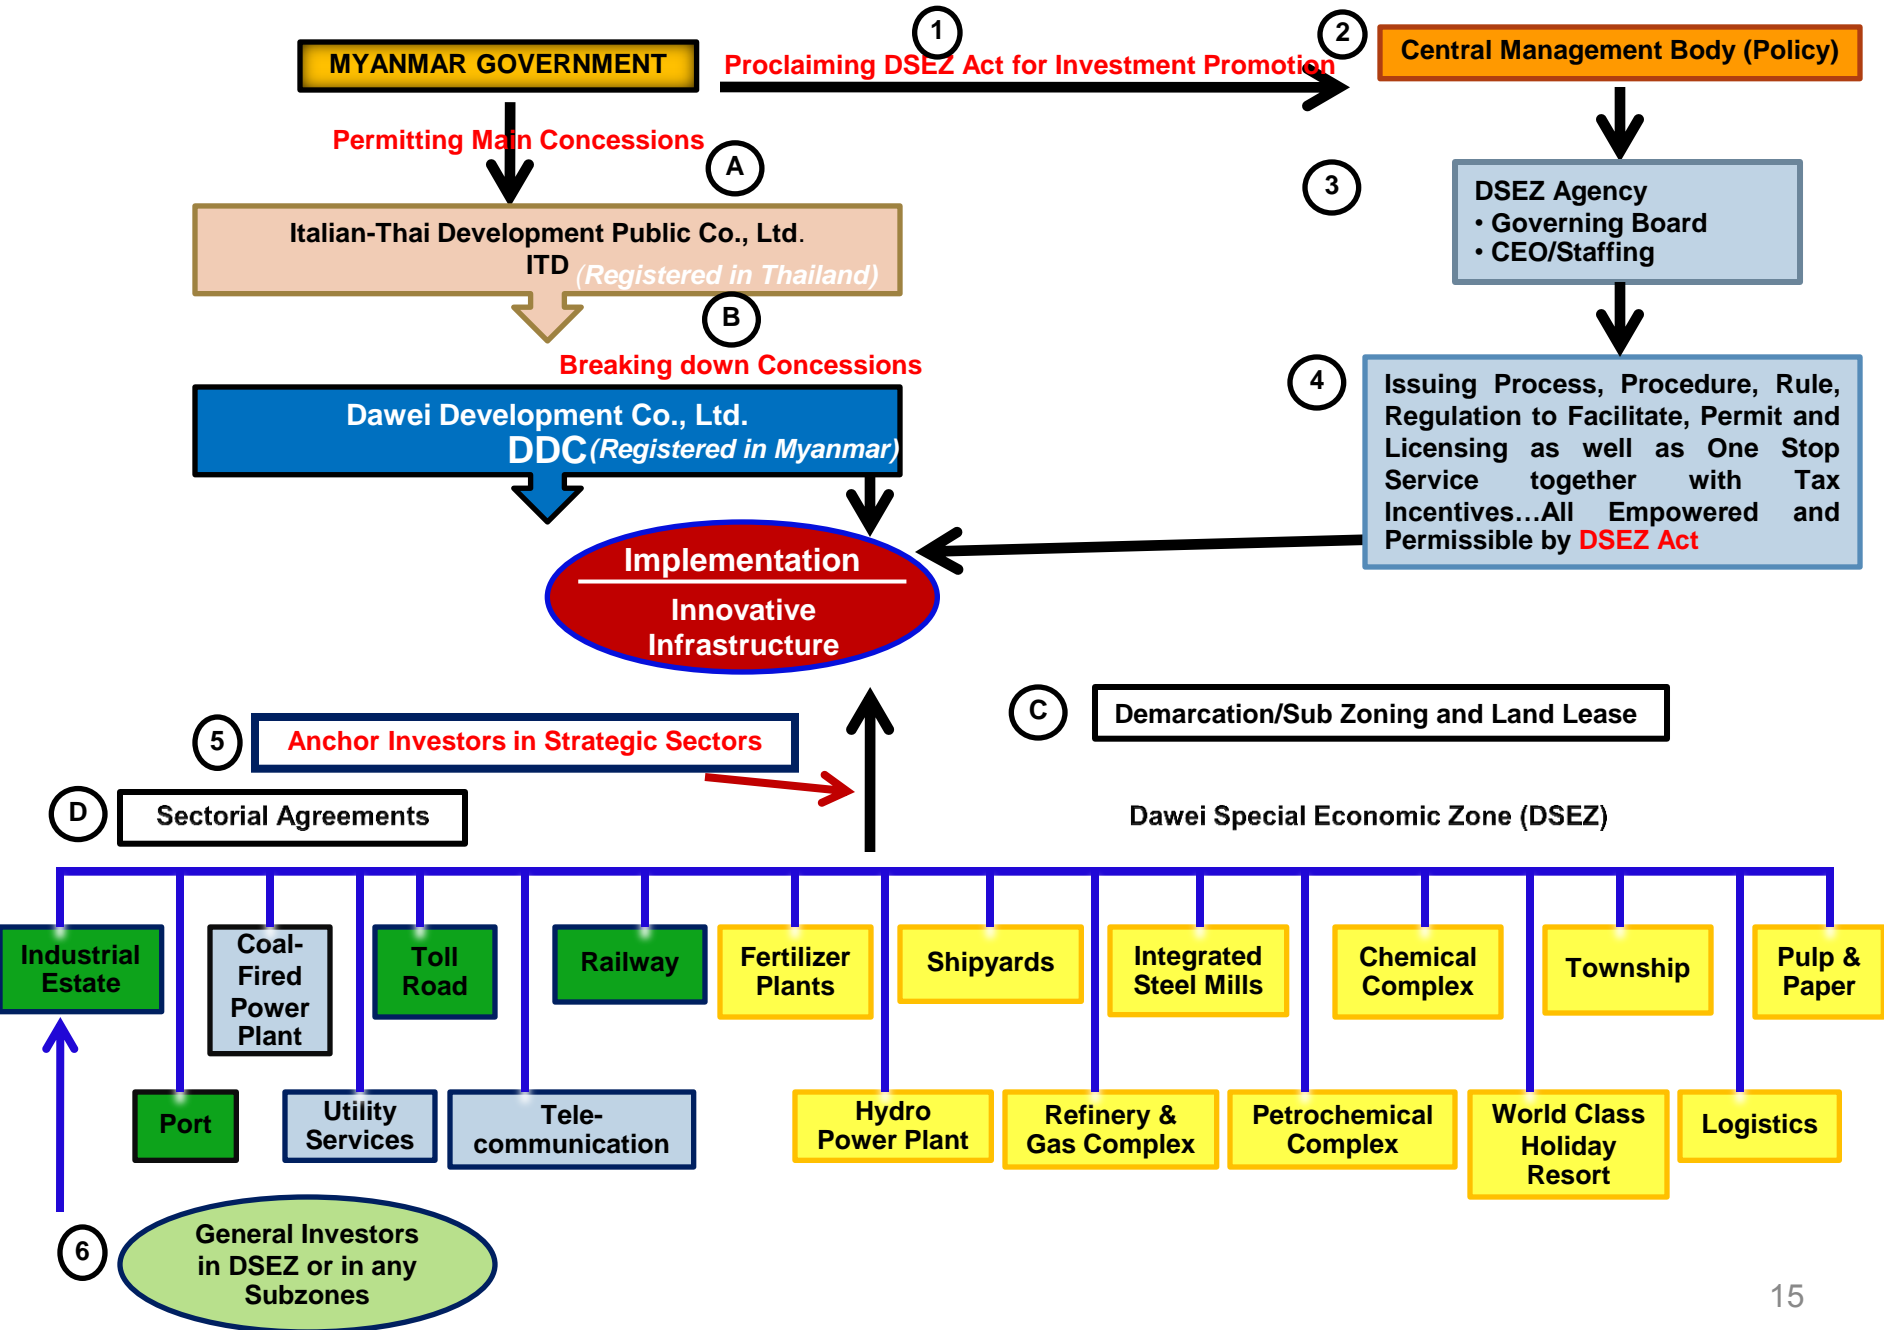 1
2
MYANMAR GOVERNMENT
Proclaiming DSEZ Act for Investment Promotion
Central Management Body (Policy)
Permitting Main Concessions
A
3
DSEZ Agency
• Governing Board
• CEO/Staffing
Italian-Thai Development Public Co., Ltd.
ITD (Registered in Thailand)
B
Breaking down Concessions
4
Issuing Process, Procedure, Rule,
Regulation to Facilitate, Permit and
Licensing as well as One Stop
Service together with Tax
Incentives…All Empowered and
Permissible by DSEZ Act
Dawei Development Co., Ltd.
DDC (Registered in Myanmar)
Implementation
Innovative
Infrastructure
C
Demarcation/Sub Zoning and Land Lease
5
Anchor Investors in Strategic Sectors
D
Sectorial Agreements
Dawei Special Economic Zone (DSEZ)
Industrial
Estate
Coal-
Fired
Power
Plant
Toll
Road
Railway
Fertilizer
Plants
Shipyards
Integrated
Steel Mills
Chemical
Complex
Township
Pulp &
Paper
Port
Utility
Services
Tele-
communication
Hydro
Power Plant
Refinery &
Gas Complex
Petrochemical
Complex
World Class
Holiday
Resort
Logistics
6
General Investors
in DSEZ or in any
Subzones
15